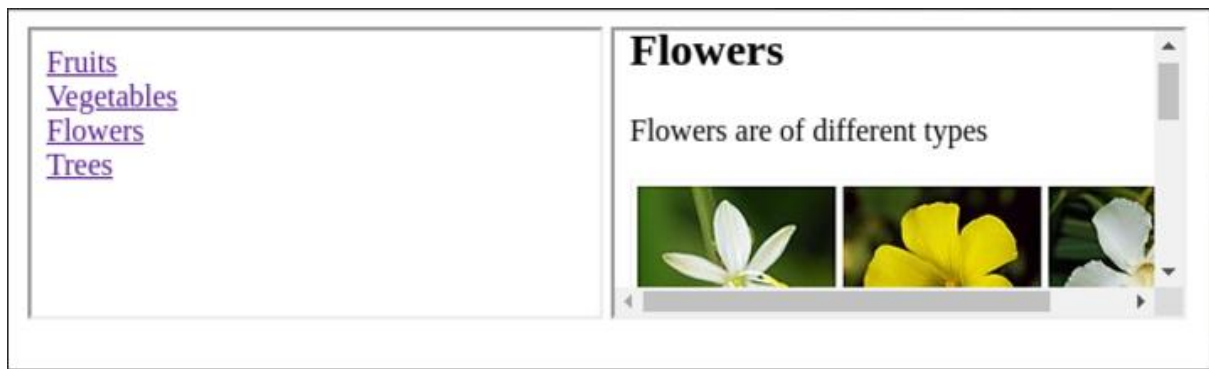 Fruits
Vegetables
Flowers
Trees
Flowers
Flowers are of different types